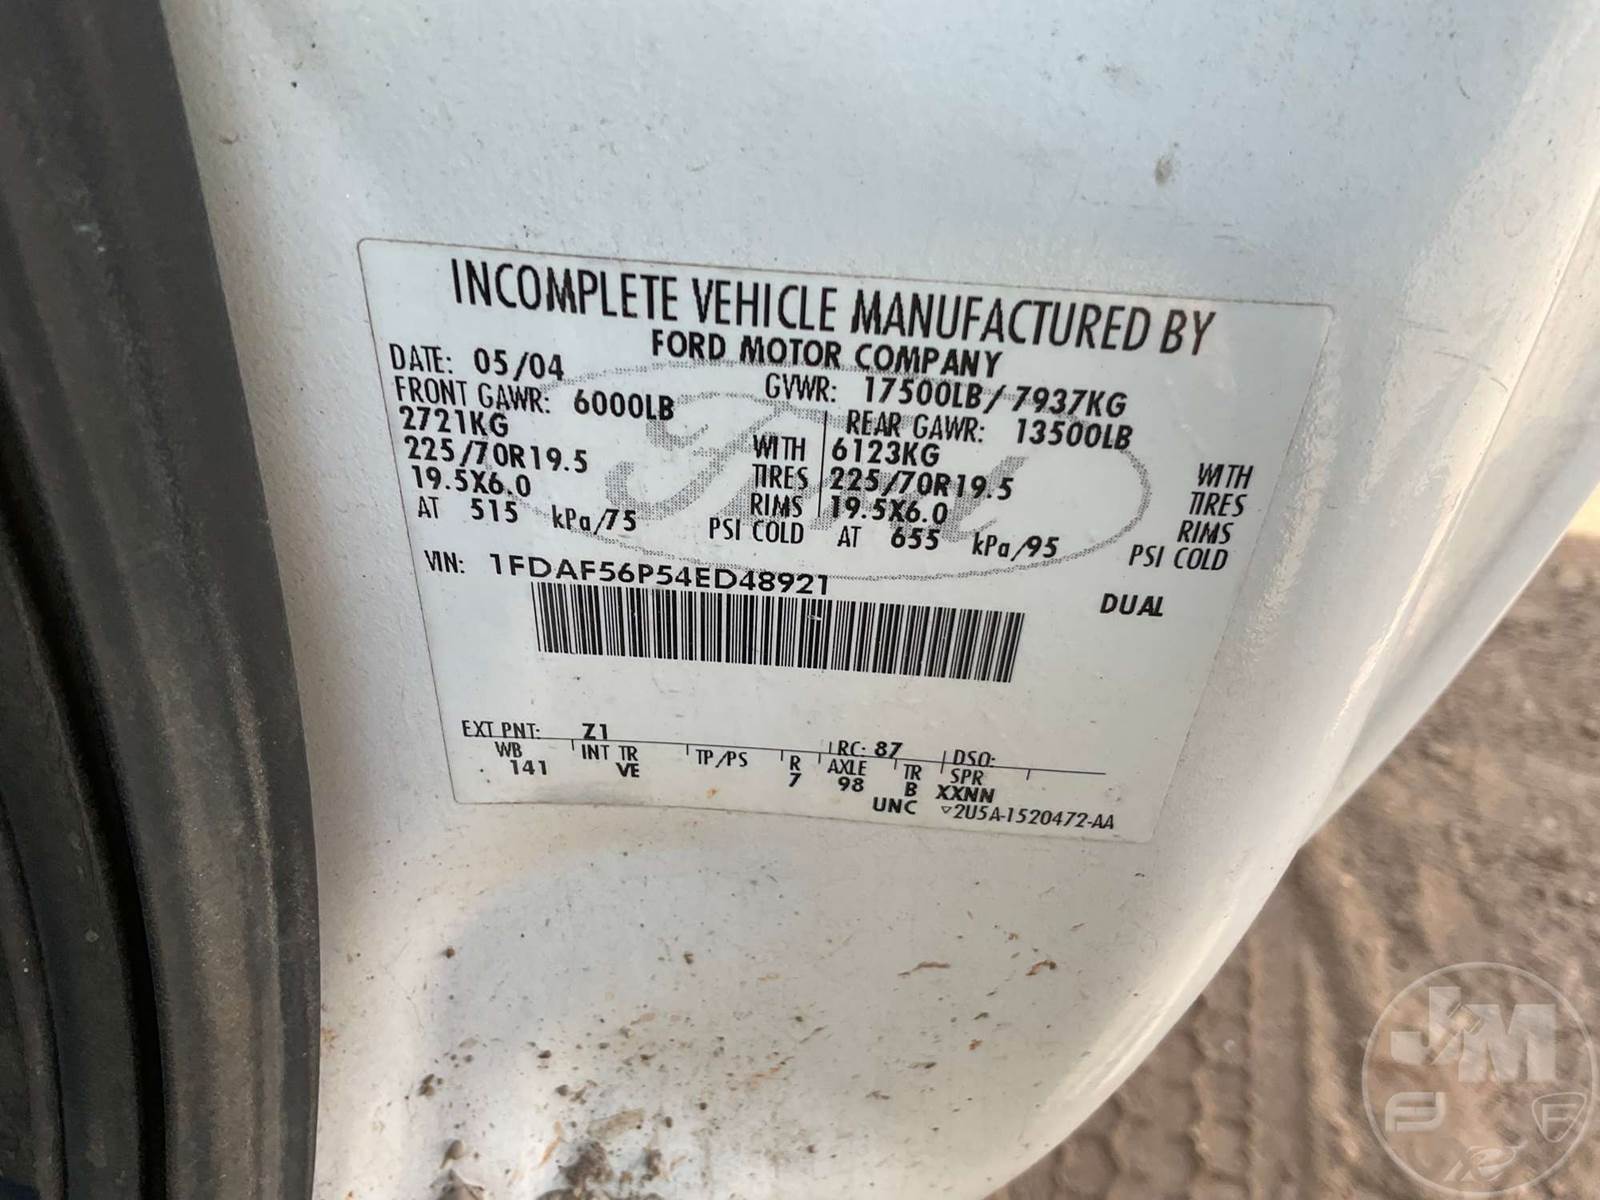 INCOMPLETE VEHICLE MANUFACTURED BY
FORD MOTOR COMPANY
DATE: 05/04 GVWR: 17500LB / 7937KG
FRONT GAWR: 6000LB REAR GAWR: 13500LB
2721KG WITH 6123KG WITH
225/70R19.5 TIRES 225/70R19.5 TIRES
19.5X6.0 RIMS 19.5X6.0 RIMS
AT 515 kPa/75 PSI COLD AT 655 kPa/95 PSI COLD
VIN: 1FDAF56P54ED48921 DUAL
EXT PNT: Z1 RC: 87 DSO:
WB INT TR TP/PS R AXLE TR SPR
141 VE 7 98 B XXNN
UNC 2U5A-1520472-AA
Ford
J&M